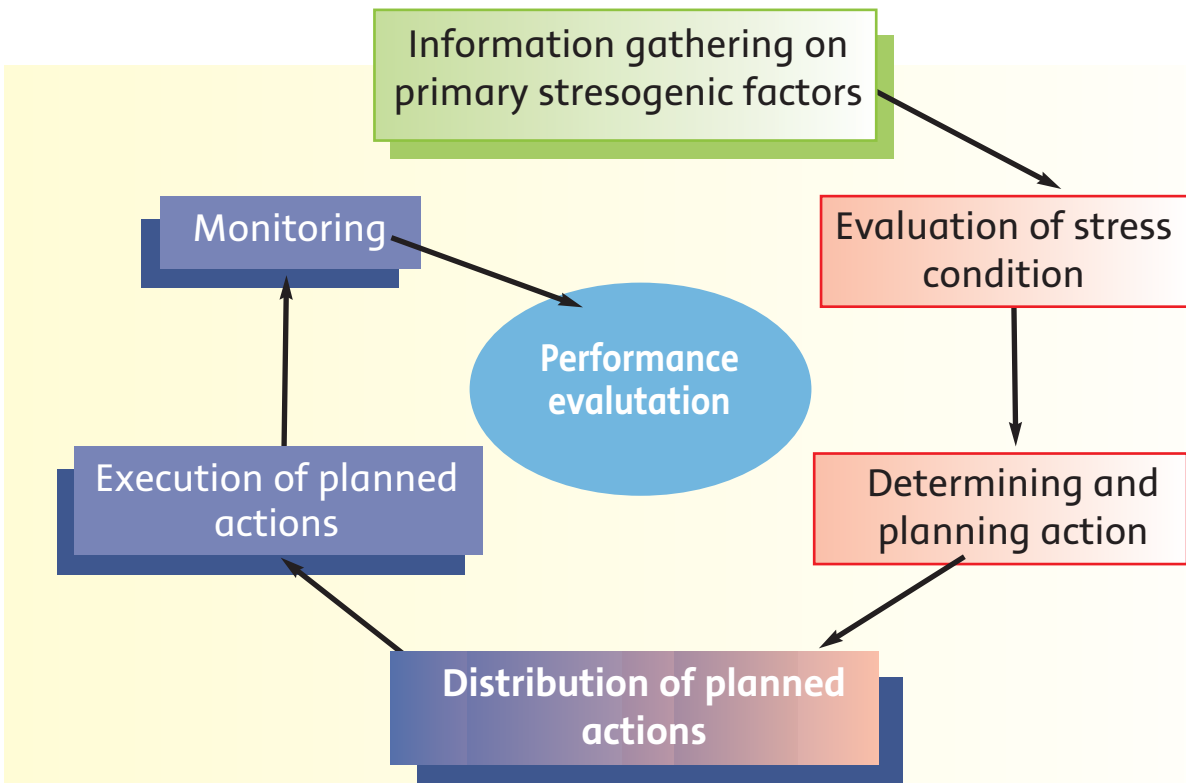 Information gathering on
primary stresogenic factors
Evaluation of stress
condition
Determining and
planning action
Distribution of planned
actions
Execution of planned
actions
Monitoring
Performance
evalutation